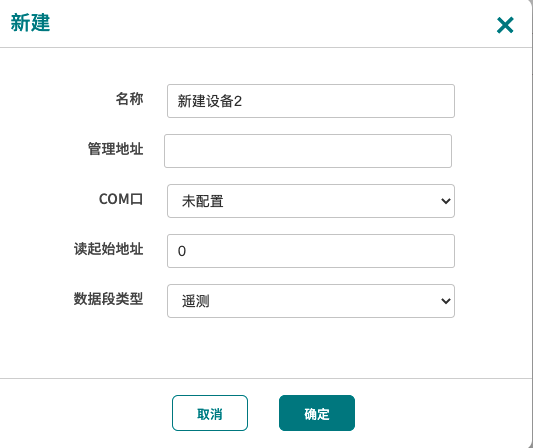 新建
名称
新建设备2
管理地址
COM口
未配置
读起始地址
0
数据段类型
遥测
取消
确定